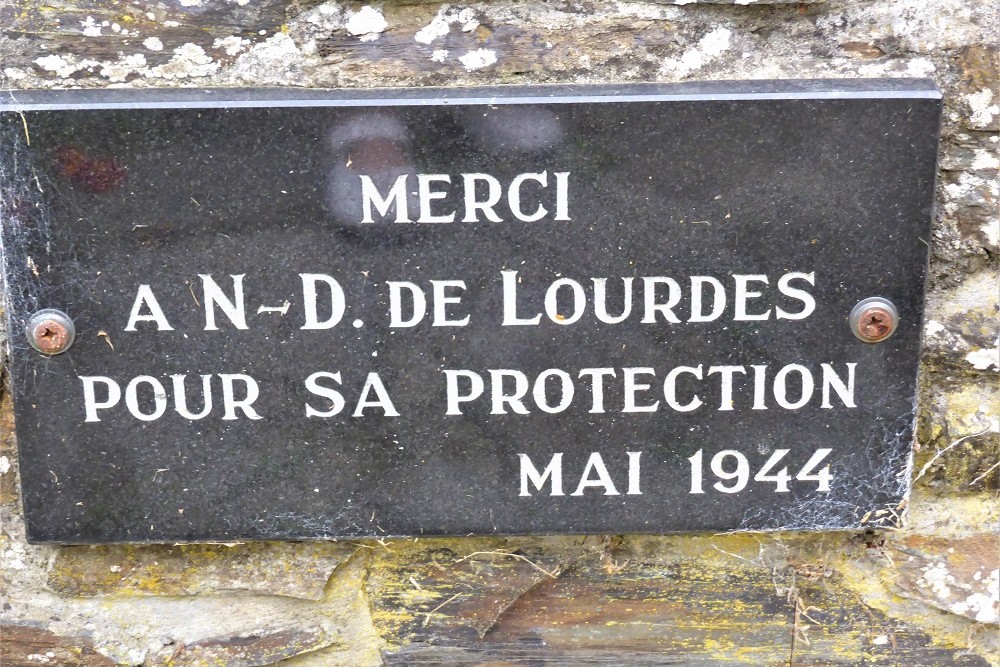 MERCI
A N-D. DE LOURDES
POUR SA PROTECTION
MAI 1944